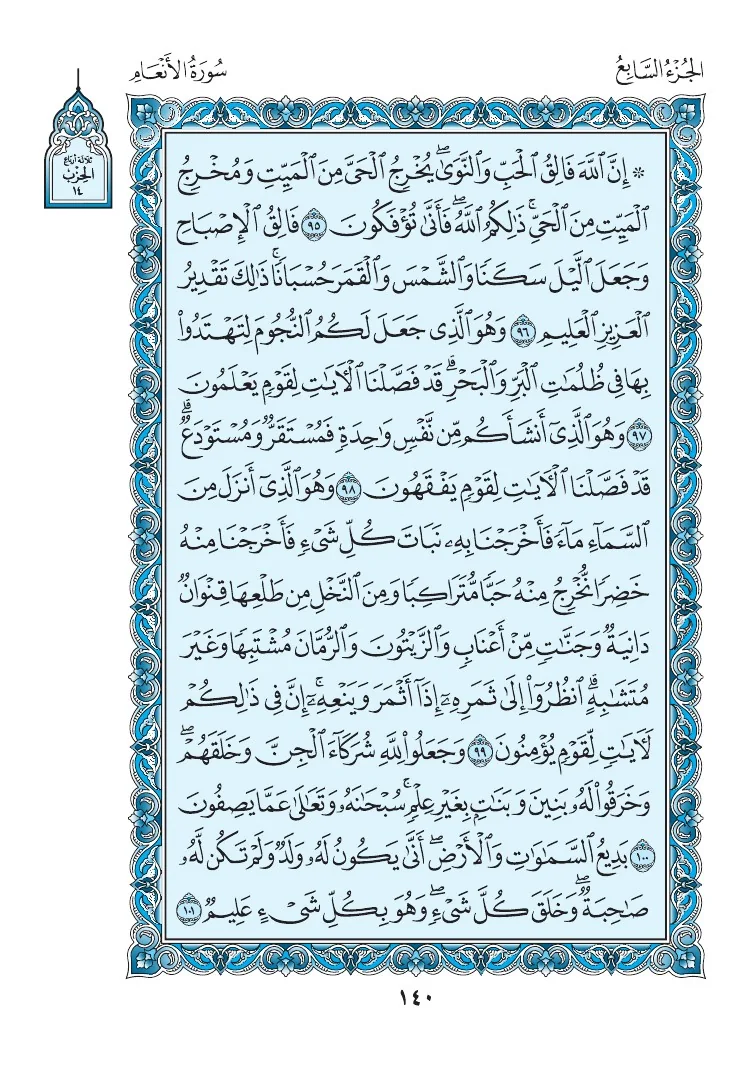 الجُزْءُ السَّابِعُ
سُورَةُ الأَنْعَامِ
ثلاثة أرباع
الحِزْبُ
١٤
۞ إِنَّ ٱللَّهَ فَالِقُ ٱلْحَبِّ وَٱلنَّوَىٰۖ يُخْرِجُ ٱلْحَىَّ مِنَ ٱلْمَيِّتِ وَمُخْرِجُ
ٱلْمَيِّتِ مِنَ ٱلْحَىِّۚ ذَٰلِكُمُ ٱللَّهُۖ فَأَنَّىٰ تُؤْفَكُونَ ٩٥ فَالِقُ ٱلْإِصْبَاحِ
وَجَعَلَ ٱلَّيْلَ سَكَنًا وَٱلشَّمْسَ وَٱلْقَمَرَ حُسْبَانًاۚ ذَٰلِكَ تَقْدِيرُ
ٱلْعَزِيزِ ٱلْعَلِيمِ ٩٦ وَهُوَ ٱلَّذِى جَعَلَ لَكُمُ ٱلنُّجُومَ لِتَهْتَدُوا۟
بِهَا فِى ظُلُمَٰتِ ٱلْبَرِّ وَٱلْبَحْرِۗ قَدْ فَصَّلْنَا ٱلْءَايَٰتِ لِقَوْمٍ يَعْلَمُونَ
٩٧ وَهُوَ ٱلَّذِىٓ أَنشَأَكُم مِّن نَّفْسٍ وَٰحِدَةٍ فَمُسْتَقَرٌّ وَمُسْتَوْدَعٌۗ
قَدْ فَصَّلْنَا ٱلْءَايَٰتِ لِقَوْمٍ يَفْقَهُونَ ٩٨ وَهُوَ ٱلَّذِىٓ أَنزَلَ مِنَ
ٱلسَّمَآءِ مَآءً فَأَخْرَجْنَا بِهِۦ نَبَاتَ كُلِّ شَىْءٍ فَأَخْرَجْنَا مِنْهُ
خَضِرًا نُّخْرِجُ مِنْهُ حَبًّا مُّتَرَاكِبًا وَمِنَ ٱلنَّخْلِ مِن طَلْعِهَا قِنْوَانٌ
دَانِيَةٌ وَجَنَّٰتٍ مِّنْ أَعْنَابٍ وَٱلزَّيْتُونَ وَٱلرُّمَّانَ مُشْتَبِهًا وَغَيْرَ
مُتَشَٰبِهٍۗ ٱنظُرُوٓا۟ إِلَىٰ ثَمَرِهِۦٓ إِذَآ أَثْمَرَ وَيَنْعِهِۦٓۚ إِنَّ فِى ذَٰلِكُمْ
لَءَايَٰتٍ لِّقَوْمٍ يُؤْمِنُونَ ٩٩ وَجَعَلُوا۟ لِلَّهِ شُرَكَآءَ ٱلْجِنَّ وَخَلَقَهُمْۖ
وَخَرَقُوا۟ لَهُۥ بَنِينَ وَبَنَٰتٍۭ بِغَيْرِ عِلْمٍۚ سُبْحَٰنَهُۥ وَتَعَٰلَىٰ عَمَّا يَصِفُونَ
١٠٠ بَدِيعُ ٱلسَّمَٰوَٰتِ وَٱلْأَرْضِۖ أَنَّىٰ يَكُونُ لَهُۥ وَلَدٌ وَلَمْ تَكُن لَّهُۥ
صَٰحِبَةٌۖ وَخَلَقَ كُلَّ شَىْءٍۖ وَهُوَ بِكُلِّ شَىْءٍ عَلِيمٌ ١٠١
١٤٠